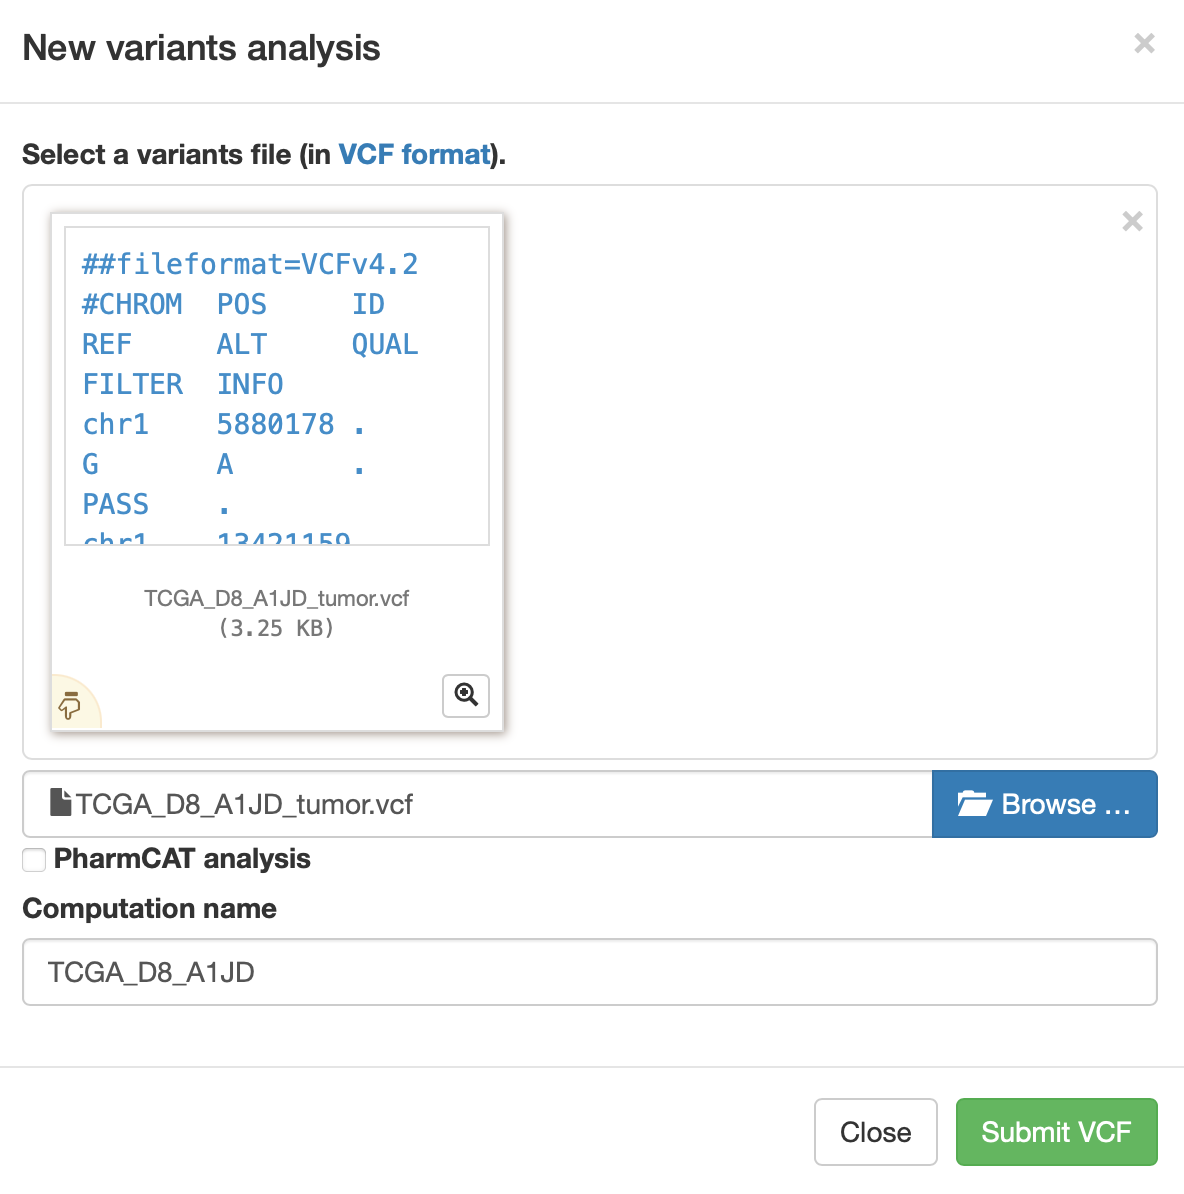 New variants analysis
×
Select a variants file (in VCF format).
×
##fileformat=VCFv4.2
#CHROM POS ID
REF ALT QUAL
FILTER INFO
chr1 5880178 .
G A .
PASS .
chr1 13421159
TCGA_D8_A1JD_tumor.vcf
(3.25 KB)
TCGA_D8_A1JD_tumor.vcf
Browse …
PharmCAT analysis
Computation name
TCGA_D8_A1JD
Close
Submit VCF